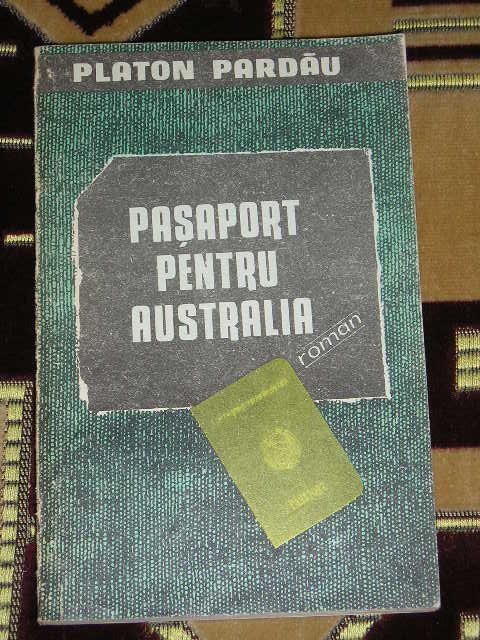 PLATON PARDĂU
PAȘAPORT
PENTRU
AUSTRALIA
roman